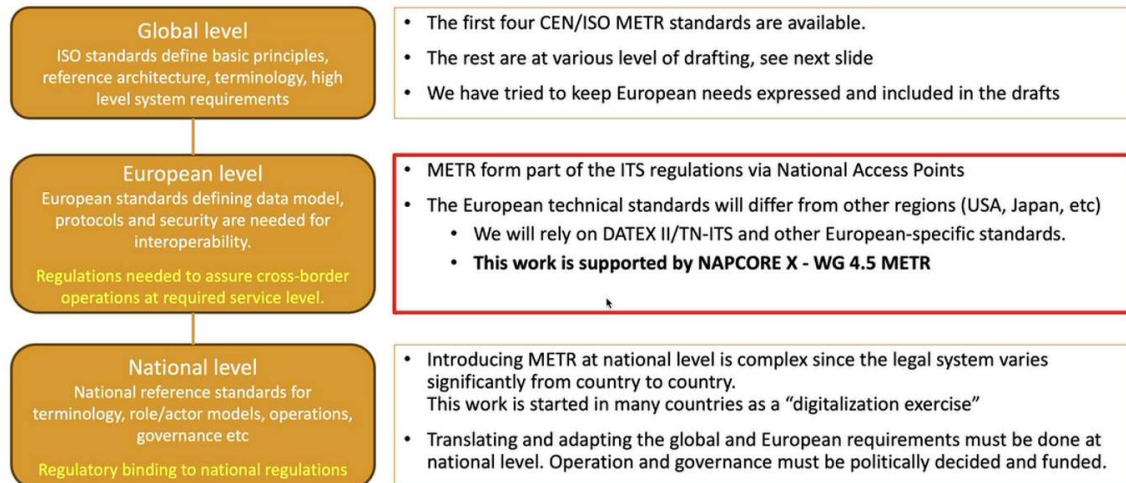 Global level
ISO standards define basic principles,
reference architecture, terminology, high
level system requirements
• The first four CEN/ISO METR standards are available.
• The rest are at various level of drafting, see next slide
• We have tried to keep European needs expressed and included in the drafts
European level
European standards defining data model,
protocols and security are needed for
interoperability.
Regulations needed to assure cross-border
operations at required service level.
• METR form part of the ITS regulations via National Access Points
• The European technical standards will differ from other regions (USA, Japan, etc)
• We will rely on DATEX II/TN-ITS and other European-specific standards.
• This work is supported by NAPCORE X - WG 4.5 METR
National level
National reference standards for
terminology, role/actor models, operations,
governance etc
Regulatory binding to national regulations
• Introducing METR at national level is complex since the legal system varies
significantly from country to country.
This work is started in many countries as a “digitalization exercise”
• Translating and adapting the global and European requirements must be done at
national level. Operation and governance must be politically decided and funded.